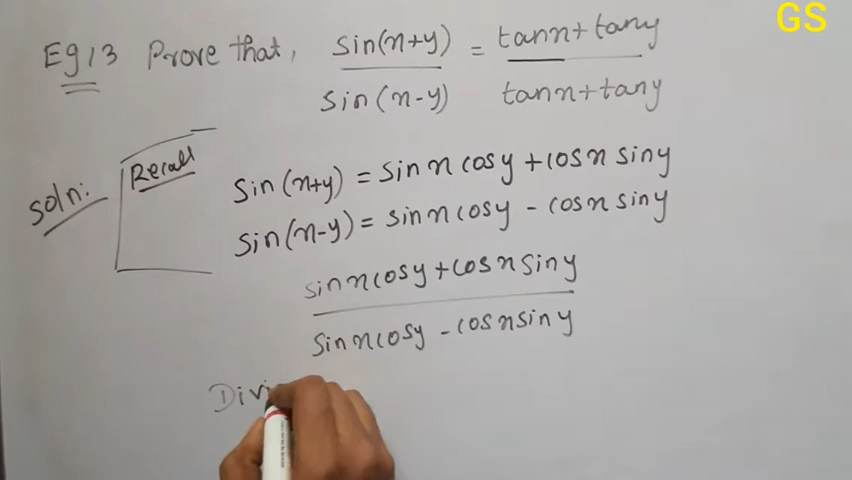 GS
Eg 13 Prove that, sin(x+y) / sin(x-y) = tanx + tany / tanx + tany
Soln: Recall sin(x+y) = sinx cosy + cosx siny
sin(x-y) = sinx cosy - cosx siny
sinx cosy + cosx siny
sinx cosy - cosx siny
Divi